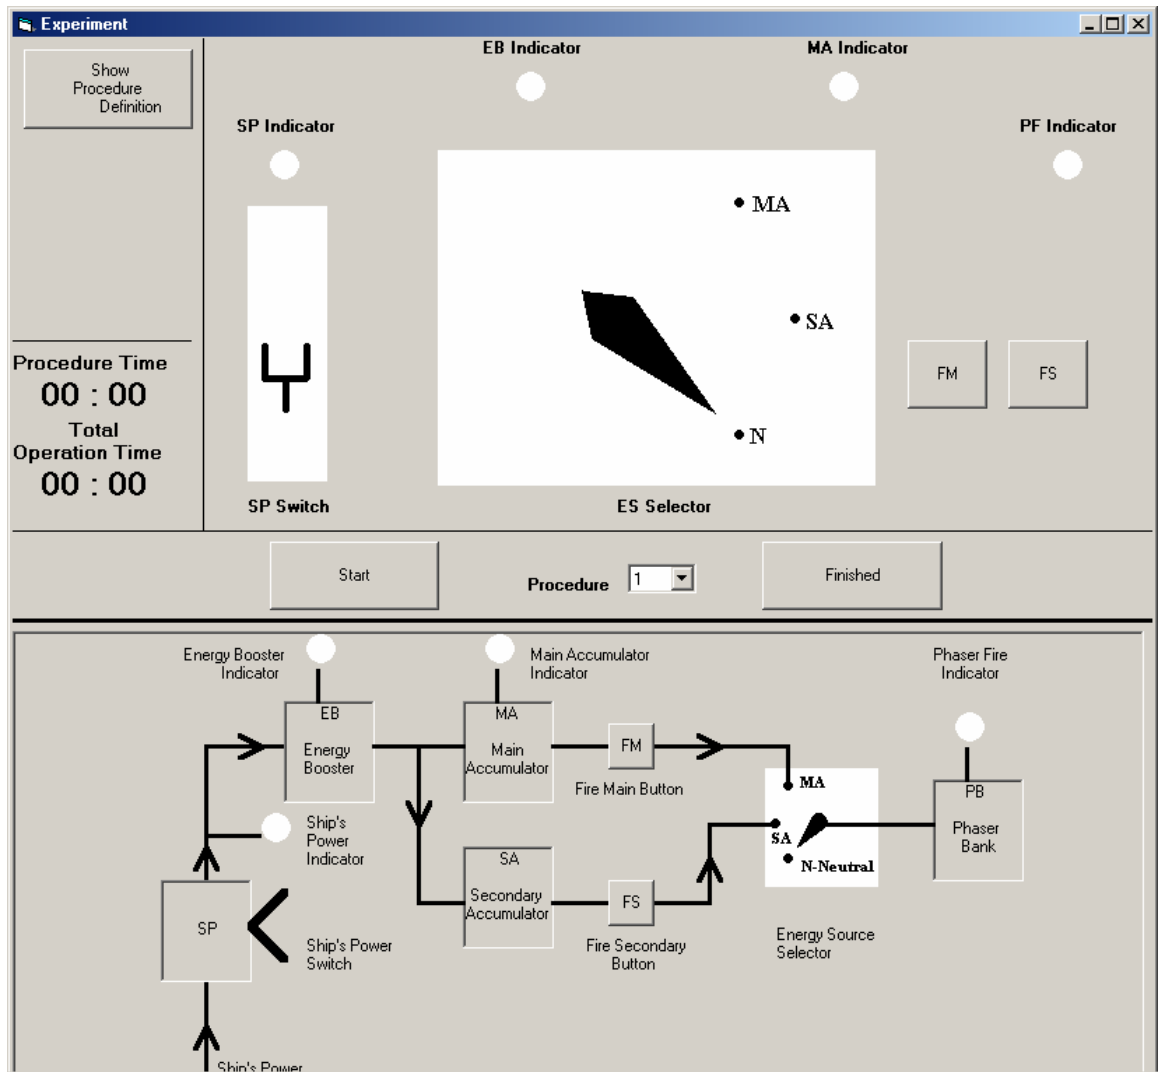 Experiment
Show
Procedure
Definition
EB Indicator
MA Indicator
SP Indicator
PF Indicator
MA
SA
N
FM
FS
Procedure Time
00 : 00
Total
Operation Time
00 : 00
SP Switch
ES Selector
Start
Procedure
1
Finished
Energy Booster
Indicator
Main Accumulator
Indicator
Phaser Fire
Indicator
EB
Energy
Booster
MA
Main
Accumulator
FM
Fire Main Button
MA
SA
N-Neutral
PB
Phaser
Bank
Ship's
Power
Indicator
SA
Secondary
Accumulator
FS
Fire Secondary
Button
Energy Source
Selector
SP
Ship's Power
Switch
Ship's Power